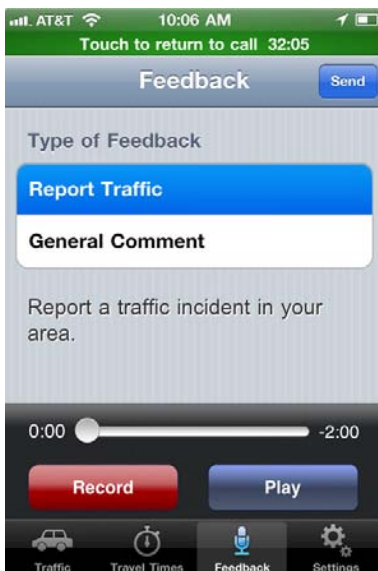 AT&T 10:06 AM
Touch to return to call 32:05
Feedback Send
Type of Feedback
Report Traffic
General Comment
Report a traffic incident in your
area.
0:00 -2:00
Record Play
Traffic Travel Times Feedback Settings